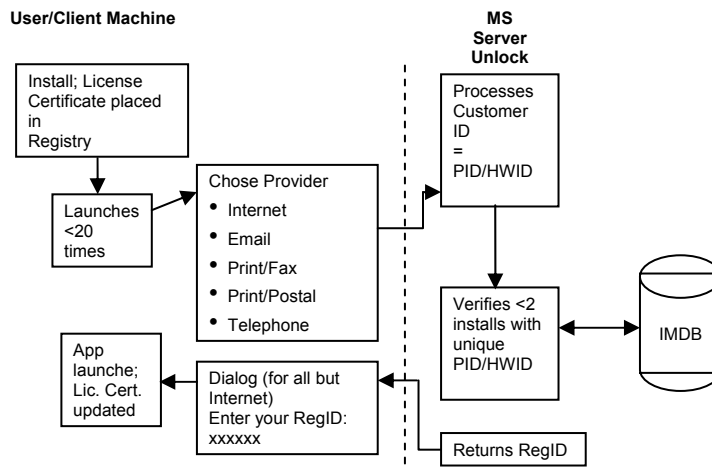 User/Client Machine
MS
Server
Unlock
Install; License
Certificate placed
in
Registry
Launches
<20
times
Chose Provider
• Internet
• Email
• Print/Fax
• Print/Postal
• Telephone
Processes
Customer
ID
=
PID/HWID
Verifies <2
installs with
unique
PID/HWID
IMDB
Returns RegID
Dialog (for all but
Internet)
Enter your RegID:
xxxxxx
App
launche;
Lic. Cert.
updated